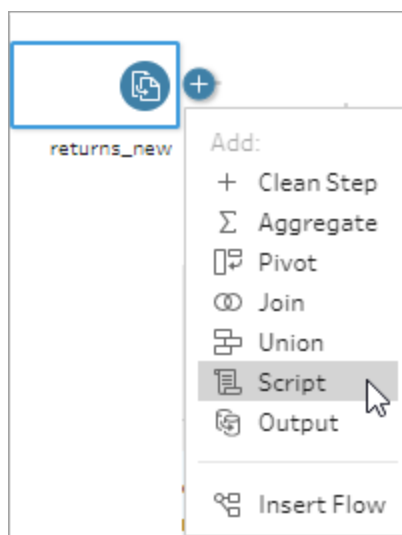 returns_new
Add:
Clean Step
Aggregate
Pivot
Join
Union
Script
Output
Insert Flow